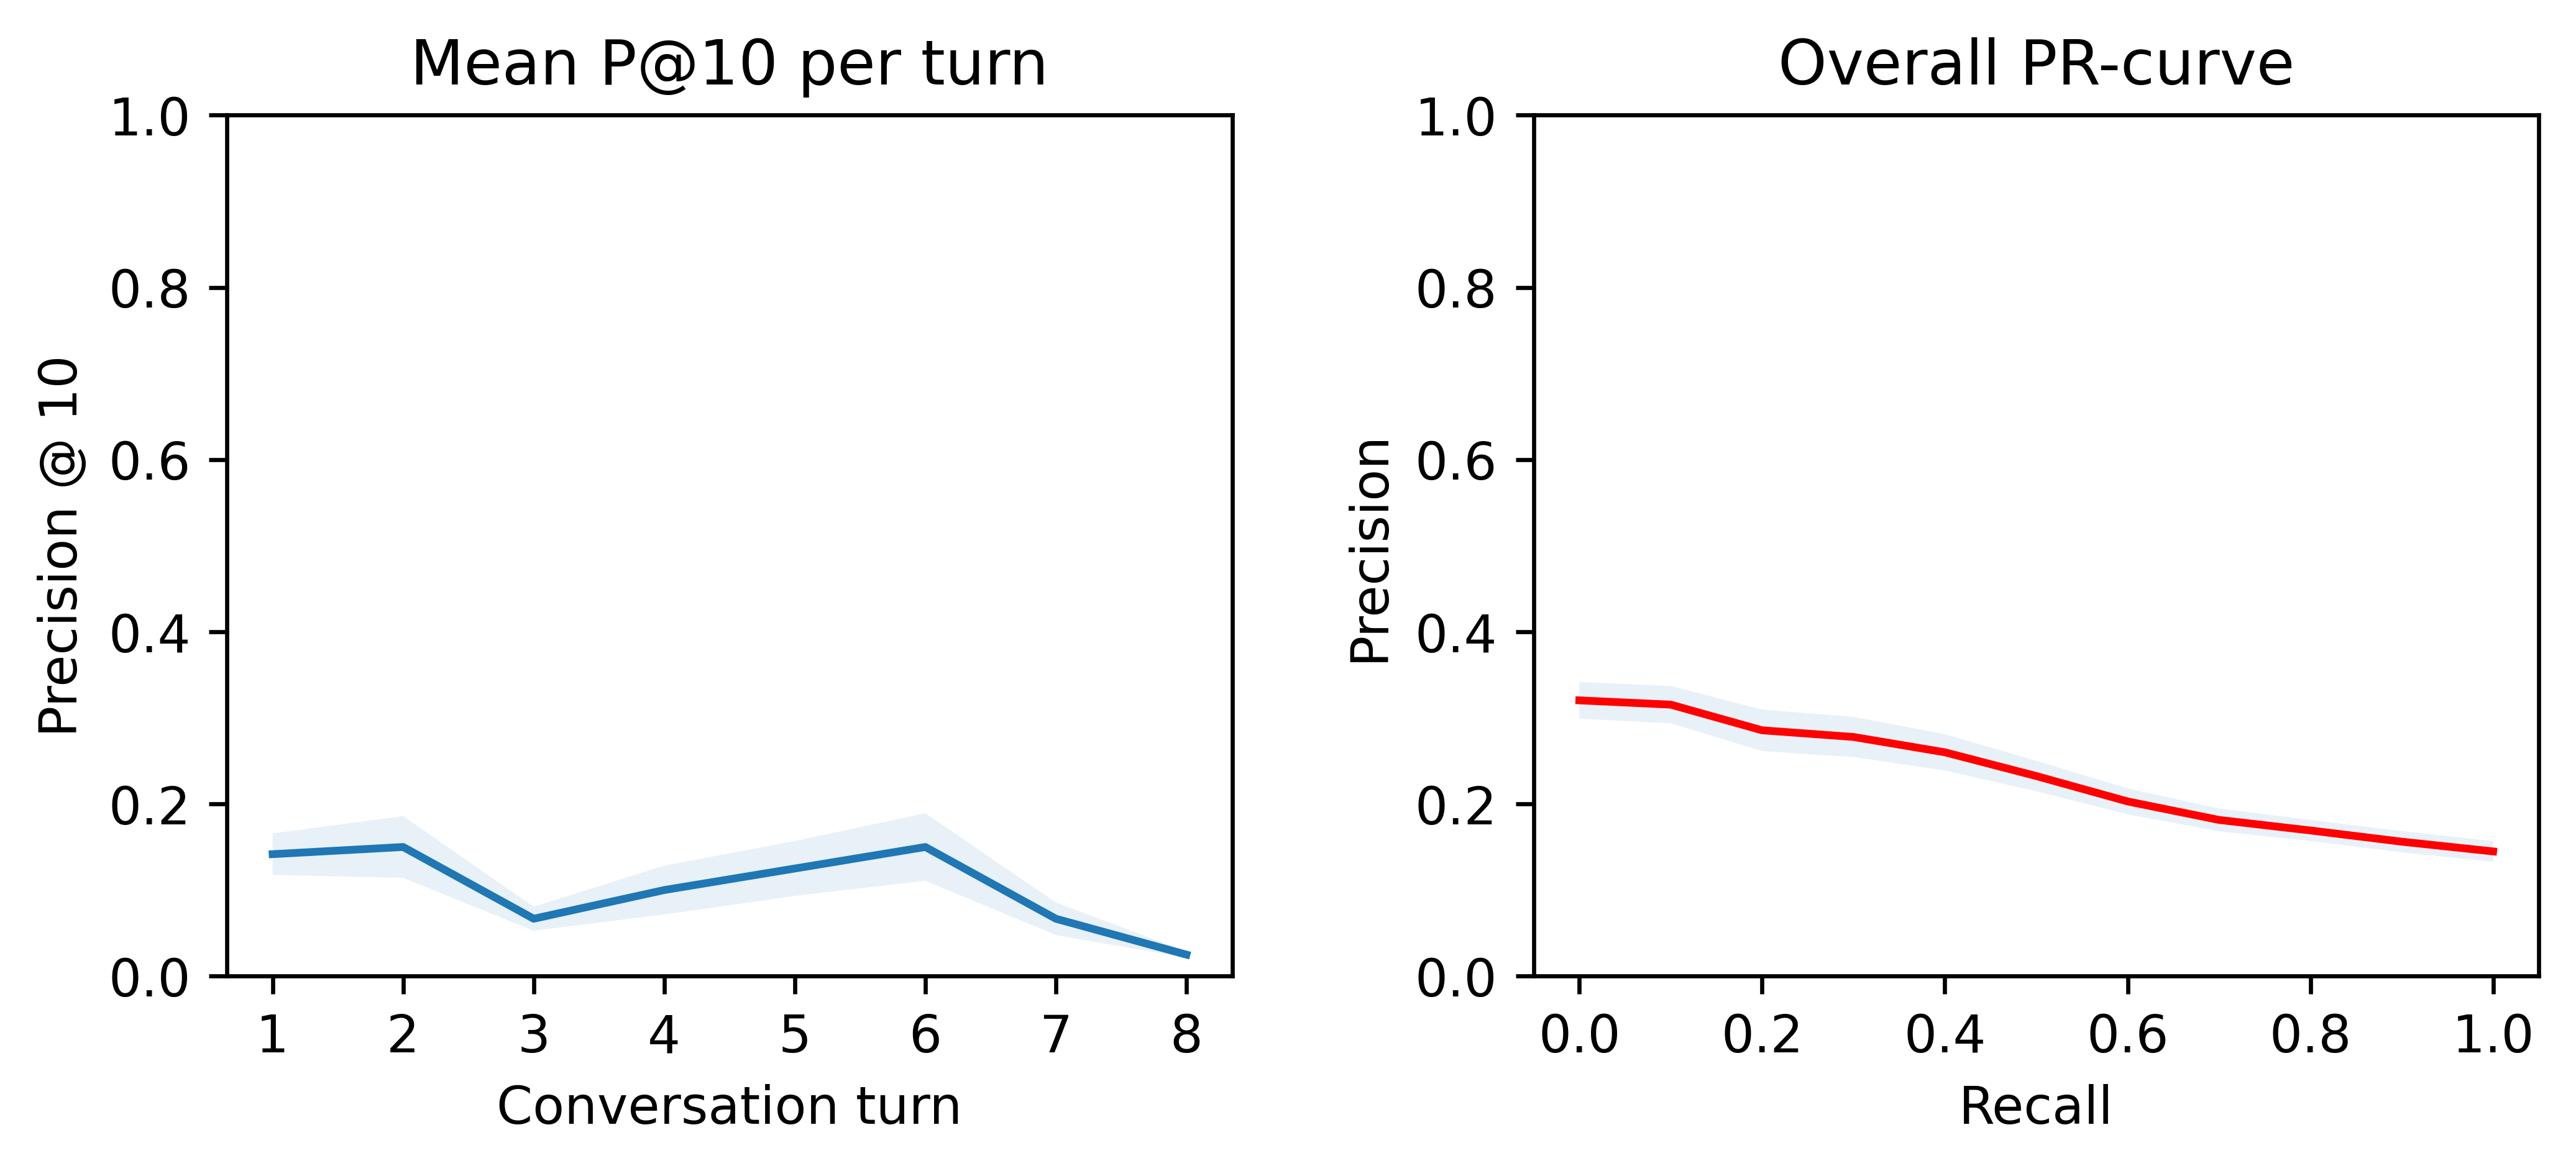 Mean P@10 per turn
1.0
0.8
0.6
0.4
0.2
0.0
Precision @ 10
1 2 3 4 5 6 7 8
Conversation turn
Overall PR-curve
1.0
0.8
0.6
0.4
0.2
0.0
Precision
0.0 0.2 0.4 0.6 0.8 1.0
Recall